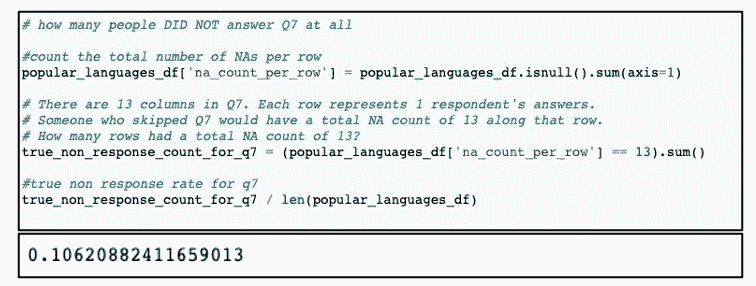 # how many people DID NOT answer Q7 at all
#count the total number of NAs per row
popular_languages_df['na_count_per_row'] = popular_languages_df.isnull().sum(axis=1)
# There are 13 columns in Q7. Each row represents 1 respondent's answers.
# Someone who skipped Q7 would have a total NA count of 13 along that row.
# How many rows had a total NA count of 13?
true_non_response_count_for_q7 = (popular_languages_df['na_count_per_row'] == 13).sum()
#true non response rate for q7
true_non_response_count_for_q7 / len(popular_languages_df)
0.10620882411659013